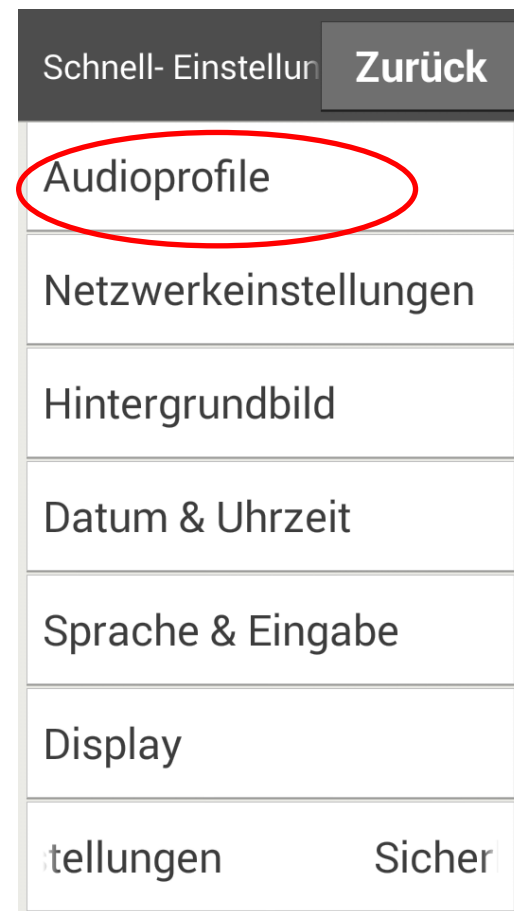 Schnell- Einstellun
Zurück
Audioprofile
Netzwerkeinstellungen
Hintergrundbild
Datum & Uhrzeit
Sprache & Eingabe
Display
tellungen Sicher